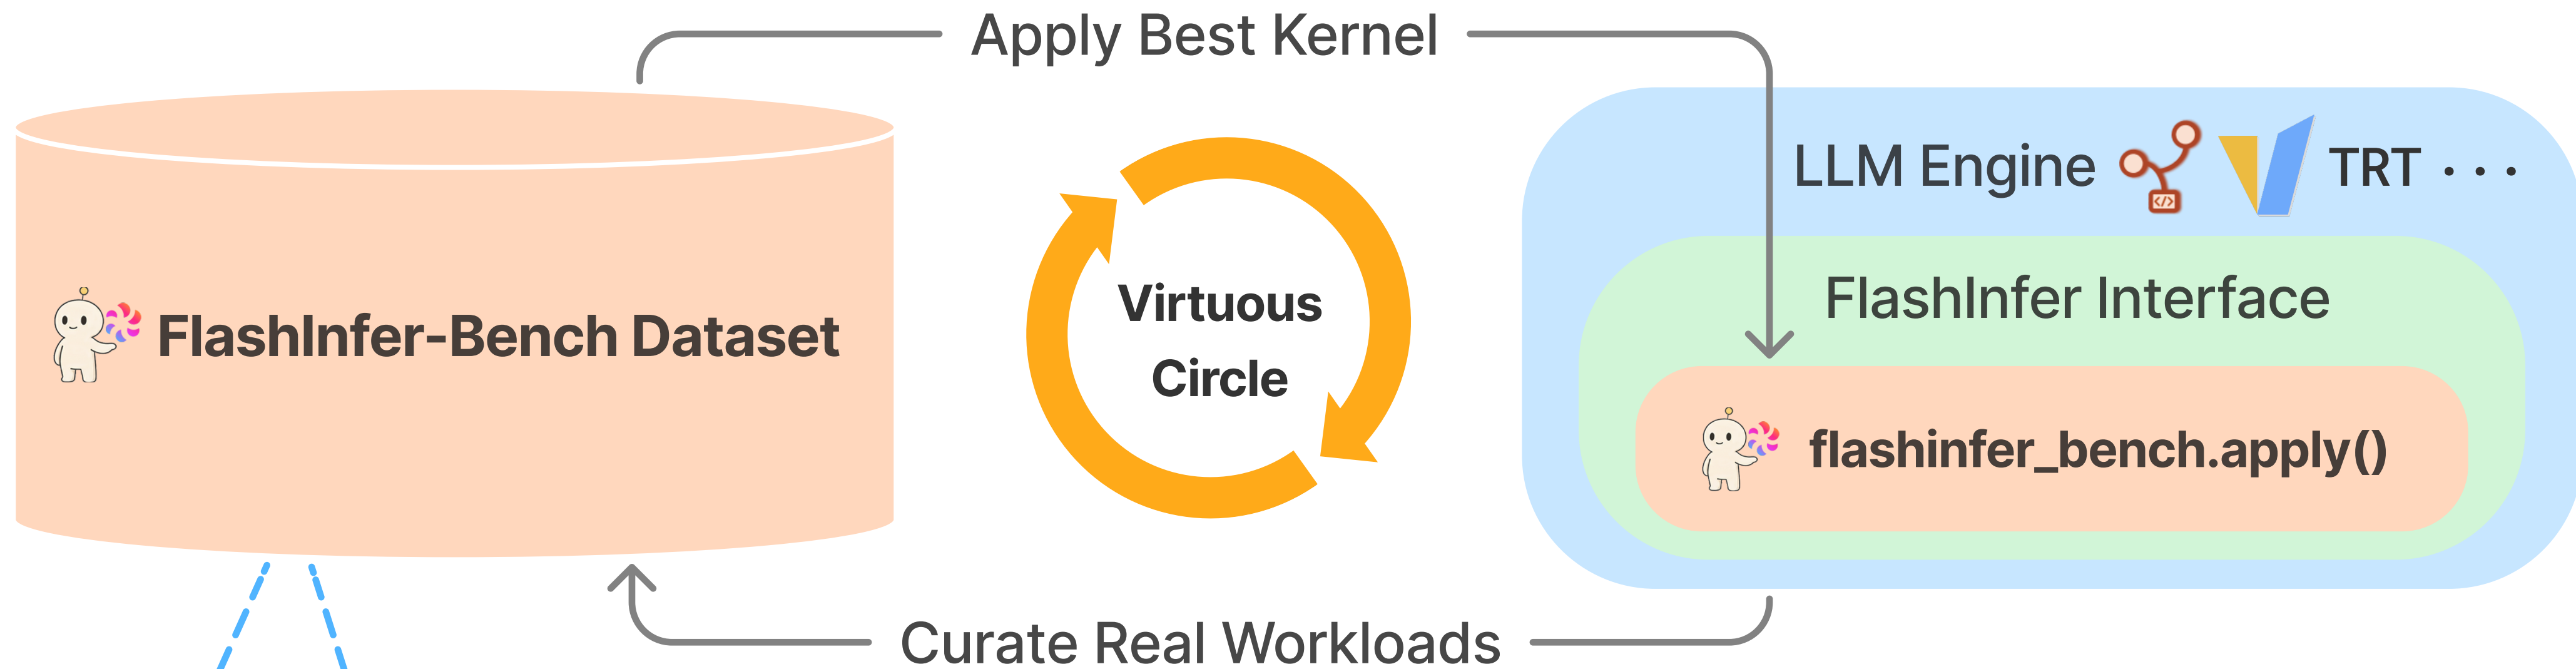 Apply Best Kernel
LLM Engine TRT ...
FlashInfer Interface
Virtuous
Circle
FlashInfer-Bench Dataset
flashinfer_bench.apply()
Curate Real Workloads